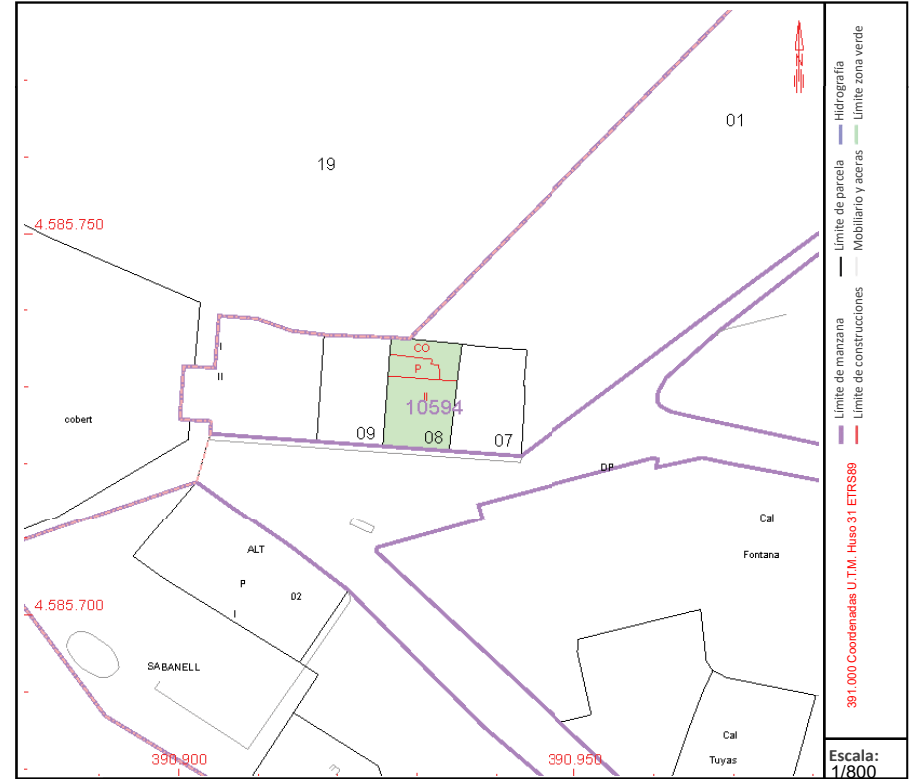 19
01
N
4.585.750
CO
P
II
10594
09
08
07
I
II
cobert
DP
Cal
Fontana
ALT
P
02
I
4.585.700
SABANELL
Cal
Tuyas
390.900
390.950
Límite de manzana
Límite de parcela
Hidrografía
Límite de construcciones
Mobiliario y aceras
Límite zona verde
391.000 Coordenadas U.T.M. Huso 31 ETRS89
Escala:
1/800